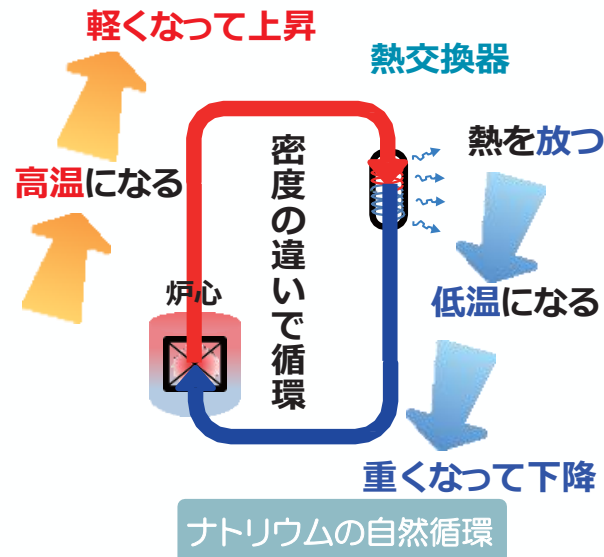 軽くなって上昇
熱交換器
熱を放つ
高温になる
密度の違いで循環
炉心
低温になる
重くなって下降
ナトリウムの自然循環